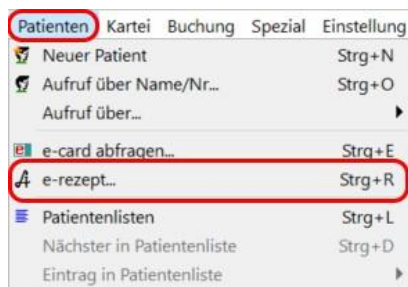 Patienten Kartei Buchung Spezial Einstellung
Neuer Patient Strg+N
Aufruf über Name/Nr... Strg+O
Aufruf über...
e-card abfragen... Strg+E
e-rezept... Strg+R
Patientenlisten Strg+L
Nächster in Patientenliste Strg+D
Eintrag in Patientenliste